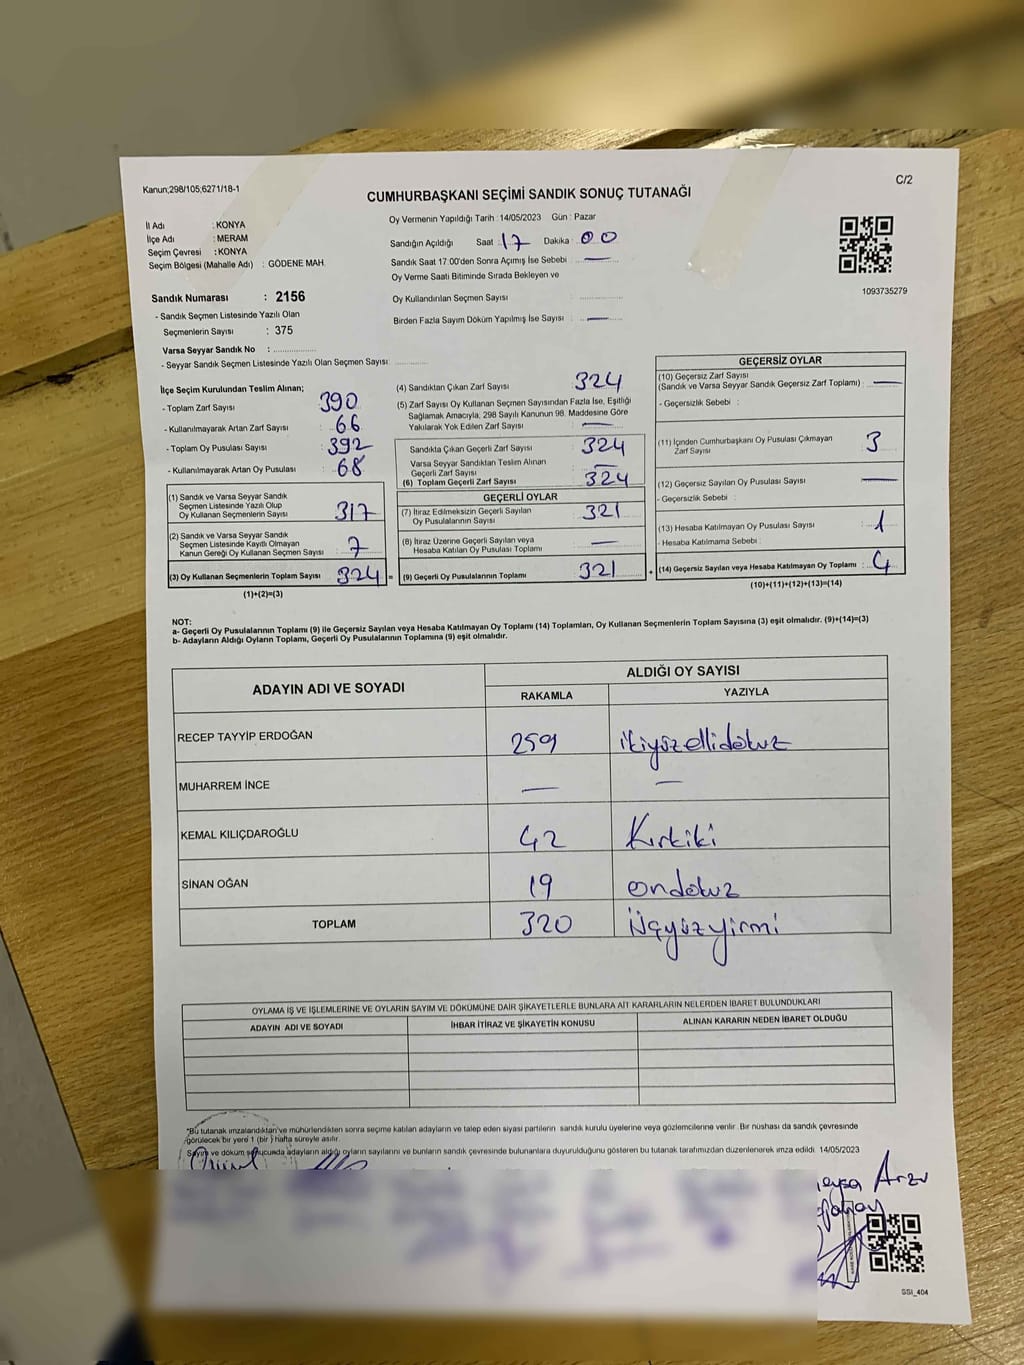 Kanun;298/105;6271/18-1
C/2
CUMHURBAŞKANI SEÇİMİ SANDIK SONUÇ TUTANAĞI
İl Adı : KONYA
İlçe Adı : MERAM
Seçim Çevresi : KONYA
Seçim Bölgesi (Mahalle Adı) : GÖDENE MAH.
Sandık Numarası : 2156
- Sandık Seçmen Listesinde Yazılı Olan
Seçmenlerin Sayısı : 375
Varsa Seyyar Sandık No :
- Seyyar Sandık Seçmen Listesinde Yazılı Olan Seçmen Sayısı:
Oy Vermenin Yapıldığı Tarih : 14/05/2023 Gün : Pazar
Sandığın Açıldığı Saat : 17 Dakika : 00
Sandık Saat 17:00'den Sonra Açımış İse Sebebi : —
Oy Verme Saati Bitiminde Sırada Bekleyen ve
Oy Kullandırılan Seçmen Sayısı :
Birden Fazla Sayım Döküm Yapılmış İse Sayısı : —
1093735279
İlçe Seçim Kurulundan Teslim Alınan;
- Toplam Zarf Sayısı : 390
- Kullanılmayarak Artan Zarf Sayısı : 66
- Toplam Oy Pusulası Sayısı : 392
- Kullanılmayarak Artan Oy Pusulası : 68
(1) Sandık ve Varsa Seyyar Sandık
Seçmen Listesinde Yazılı Olup
Oy Kullanan Seçmenlerin Sayısı : 317
(2) Sandık ve Varsa Seyyar Sandık
Seçmen Listesinde Kayıtlı Olmayan
Kanun Gereği Oy Kullanan Seçmen Sayısı : 7
(3) Oy Kullanan Seçmenlerin Toplam Sayısı : 324 =
(1)+(2)=(3)
(4) Sandıktan Çıkan Zarf Sayısı : 324
(5) Zarf Sayısı Oy Kullanan Seçmen Sayısından Fazla İse, Eşitliği
Sağlamak Amacıyla, 298 Sayılı Kanunun 98. Maddesine Göre
Yakılarak Yok Edilen Zarf Sayısı : —
Sandıkta Çıkan Geçerli Zarf Sayısı : 324
Varsa Seyyar Sandıktan Teslim Alınan
Geçerli Zarf Sayısı : —
(6) Toplam Geçerli Zarf Sayısı : 324
GEÇERLİ OYLAR
(7) İtiraz Edilmeksizin Geçerli Sayılan
Oy Pusulalarının Sayısı : 321
(8) İtiraz Üzerine Geçerli Sayılan veya
Hesaba Katılan Oy Pusulası Toplamı : —
(9) Geçerli Oy Pusulalarının Toplamı : 321 +
GEÇERSİZ OYLAR
(10) Geçersiz Zarf Sayısı
(Sandık ve Varsa Seyyar Sandık Geçersiz Zarf Toplamı) : —
- Geçersizlik Sebebi :
(11) İçinden Cumhurbaşkanı Oy Pusulası Çıkmayan
Zarf Sayısı : 3
(12) Geçersiz Sayılan Oy Pusulası Sayısı : —
- Geçersizlik Sebebi :
(13) Hesaba Katılmayan Oy Pusulası Sayısı : 1
- Hesaba Katılmama Sebebi :
(14) Geçersiz Sayılan veya Hesaba Katılmayan Oy Toplamı : 4
(10)+(11)+(12)+(13)=(14)
NOT:
a- Geçerli Oy Pusulalarının Toplamı (9) ile Geçersiz Sayılan veya Hesaba Katılmayan Oy Toplamı (14) Toplamları, Oy Kullanan Seçmenlerin Toplam Sayısına (3) eşit olmalıdır. (9)+(14)=(3)
b- Adayların Aldığı Oyların Toplamı, Geçerli Oy Pusulalarının Toplamına (9) eşit olmalıdır.
ADAYIN ADI VE SOYADI
ALDIĞI OY SAYISI
RAKAMLA YAZIYLA
RECEP TAYYİP ERDOĞAN 259 ikiyüzellidokuz
MUHARREM İNCE — —
KEMAL KILIÇDAROĞLU 42 Kırkiki
SİNAN OĞAN 19 ondokuz
TOPLAM 320 üçyüzyirmi
OYLAMA İŞ VE İŞLEMLERİNE VE OYLARIN SAYIM VE DÖKÜMÜNE DAİR ŞİKAYETLERLE BUNLARA AİT KARARLARIN NELERDEN İBARET BULUNDUKLARI
ADAYIN ADI VE SOYADI İHBAR İTİRAZ VE ŞİKAYETİN KONUSU ALINAN KARARIN NEDEN İBARET OLDUĞU
*Bu tutanak imzalandıktan ve mühürlendikten sonra seçime katılan adayların ve talep eden siyasi partilerin sandık kurulu üyelerine veya gözlemcilerine verilir. Bir nüshası da sandık çevresinde
görülecek bir yere 1 (bir ) hafta süreyle asılır.
Sayım ve döküm sonucunda adayların aldığı oyların sayılarını ve bunların sandık çevresinde bulunanlara duyurulduğunu gösteren bu tutanak tarafımızdan düzenlenerek imza edildi. 14/05/2023
Arzu
SSI_404